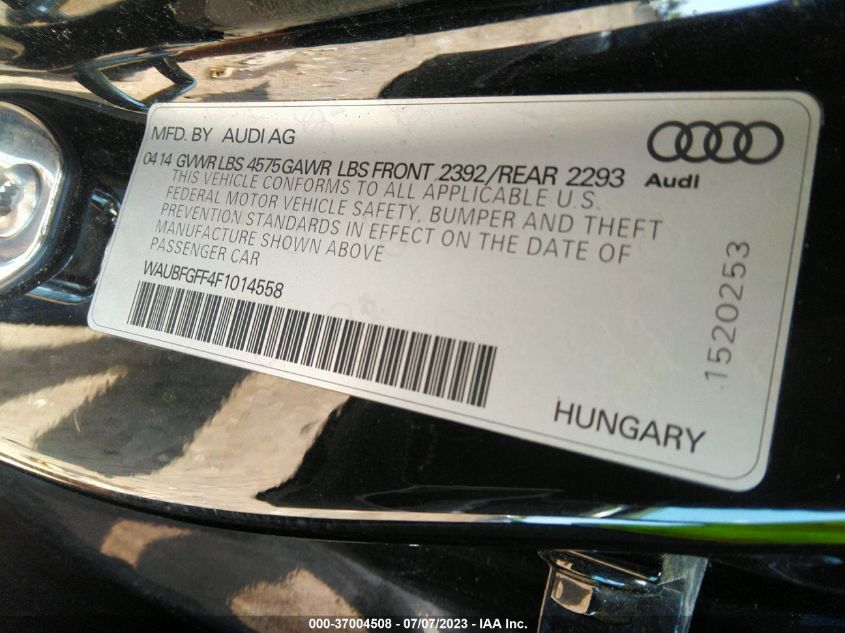 MFD. BY AUDI AG
Audi
04 14 GVWR LBS 4575 GAWR LBS FRONT 2392/REAR 2293
THIS VEHICLE CONFORMS TO ALL APPLICABLE U.S.
FEDERAL MOTOR VEHICLE SAFETY, BUMPER AND THEFT
PREVENTION STANDARDS IN EFFECT ON THE DATE OF
MANUFACTURE SHOWN ABOVE
PASSENGER CAR
WAUBFGFF4F1014558
1520253
HUNGARY
000-37004508 - 07/07/2023 - IAA Inc.